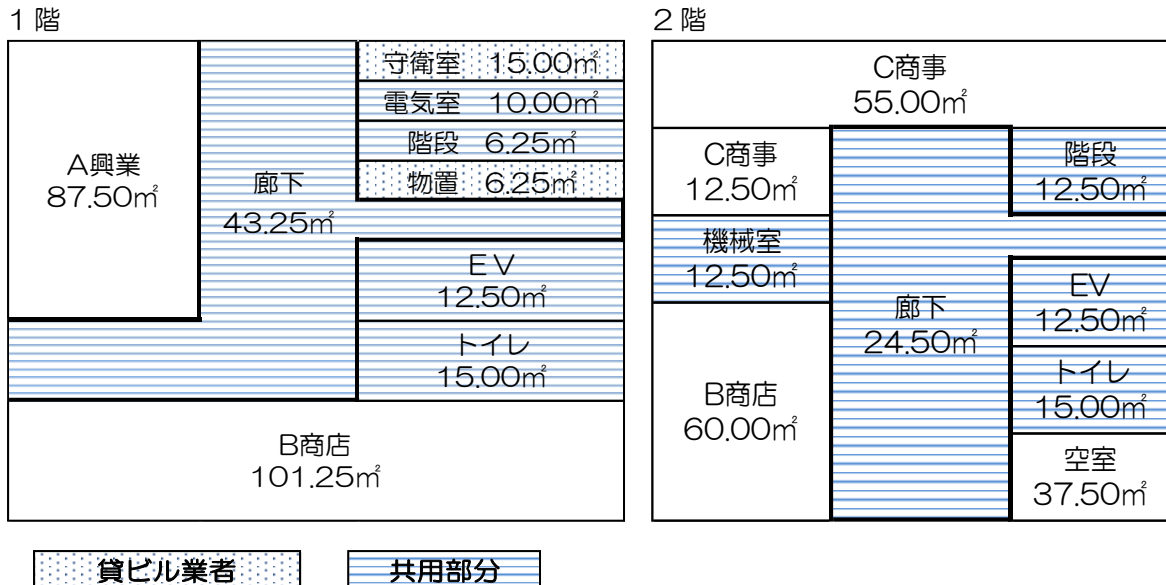 1階
守衛室 15.00㎡
電気室 10.00㎡
階段 6.25㎡
物置 6.25㎡
A興業
87.50㎡
廊下
43.25㎡
EV
12.50㎡
トイレ
15.00㎡
B商店
101.25㎡
2階
C商事
55.00㎡
C商事
12.50㎡
階段
12.50㎡
機械室
12.50㎡
廊下
24.50㎡
EV
12.50㎡
トイレ
15.00㎡
B商店
60.00㎡
空室
37.50㎡
貸ビル業者
共用部分